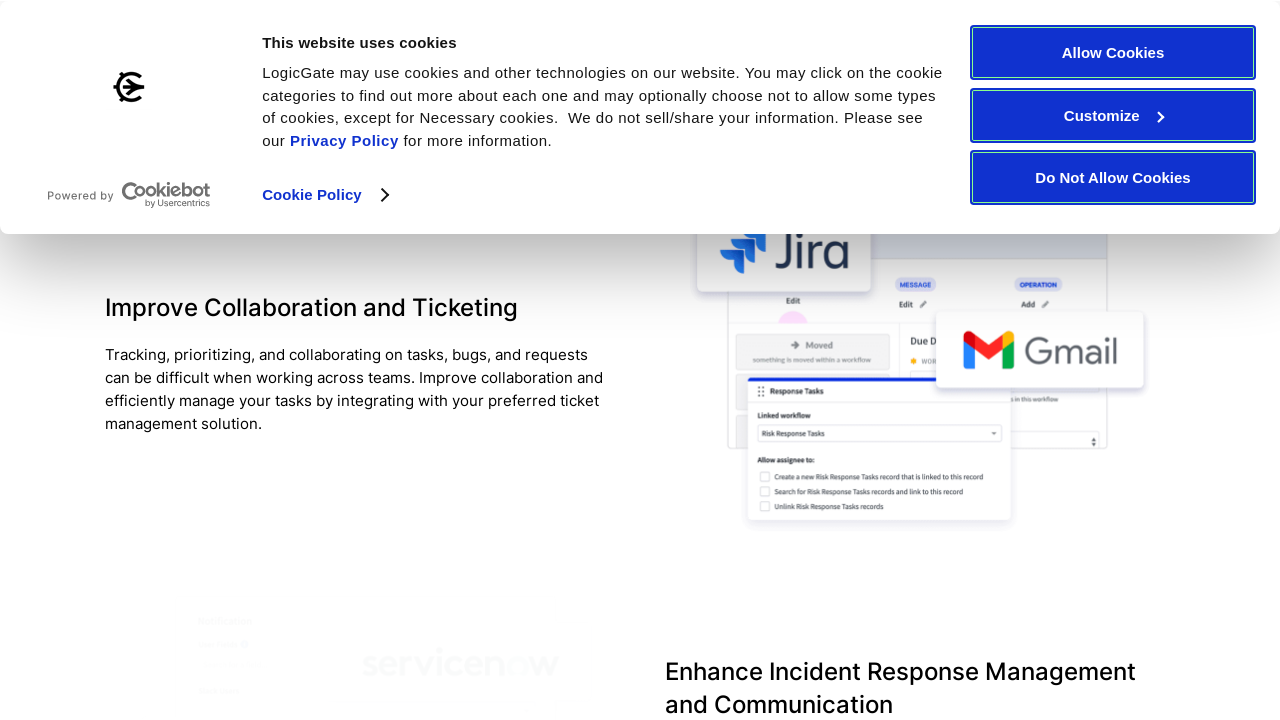 This website uses cookies
LogicGate may use cookies and other technologies on our website. You may click on the cookie
categories to find out more about each one and may optionally choose not to allow some types
of cookies, except for Necessary cookies.  We do not sell/share your information. Please see
our Privacy Policy for more information.
Cookie Policy
Powered by Cookiebot
by Usercentrics
Allow Cookies
Customize
Do Not Allow Cookies
Improve Collaboration and Ticketing
Tracking, prioritizing, and collaborating on tasks, bugs, and requests
can be difficult when working across teams. Improve collaboration and
efficiently manage your tasks by integrating with your preferred ticket
management solution.
Jira
MESSAGE
OPERATION
Edit
Edit
Add
Moved
something is moved within a workflow
Due D
WOR
Gmail
s in this workflow
Response Tasks
Linked workflow
Risk Response Tasks
Allow assignee to:
Create a new Risk Response Tasks record that is linked to this record
Search for Risk Response Tasks records and link to this record
Unlink Risk Response Tasks records
servicenow
Enhance Incident Response Management
and Communication